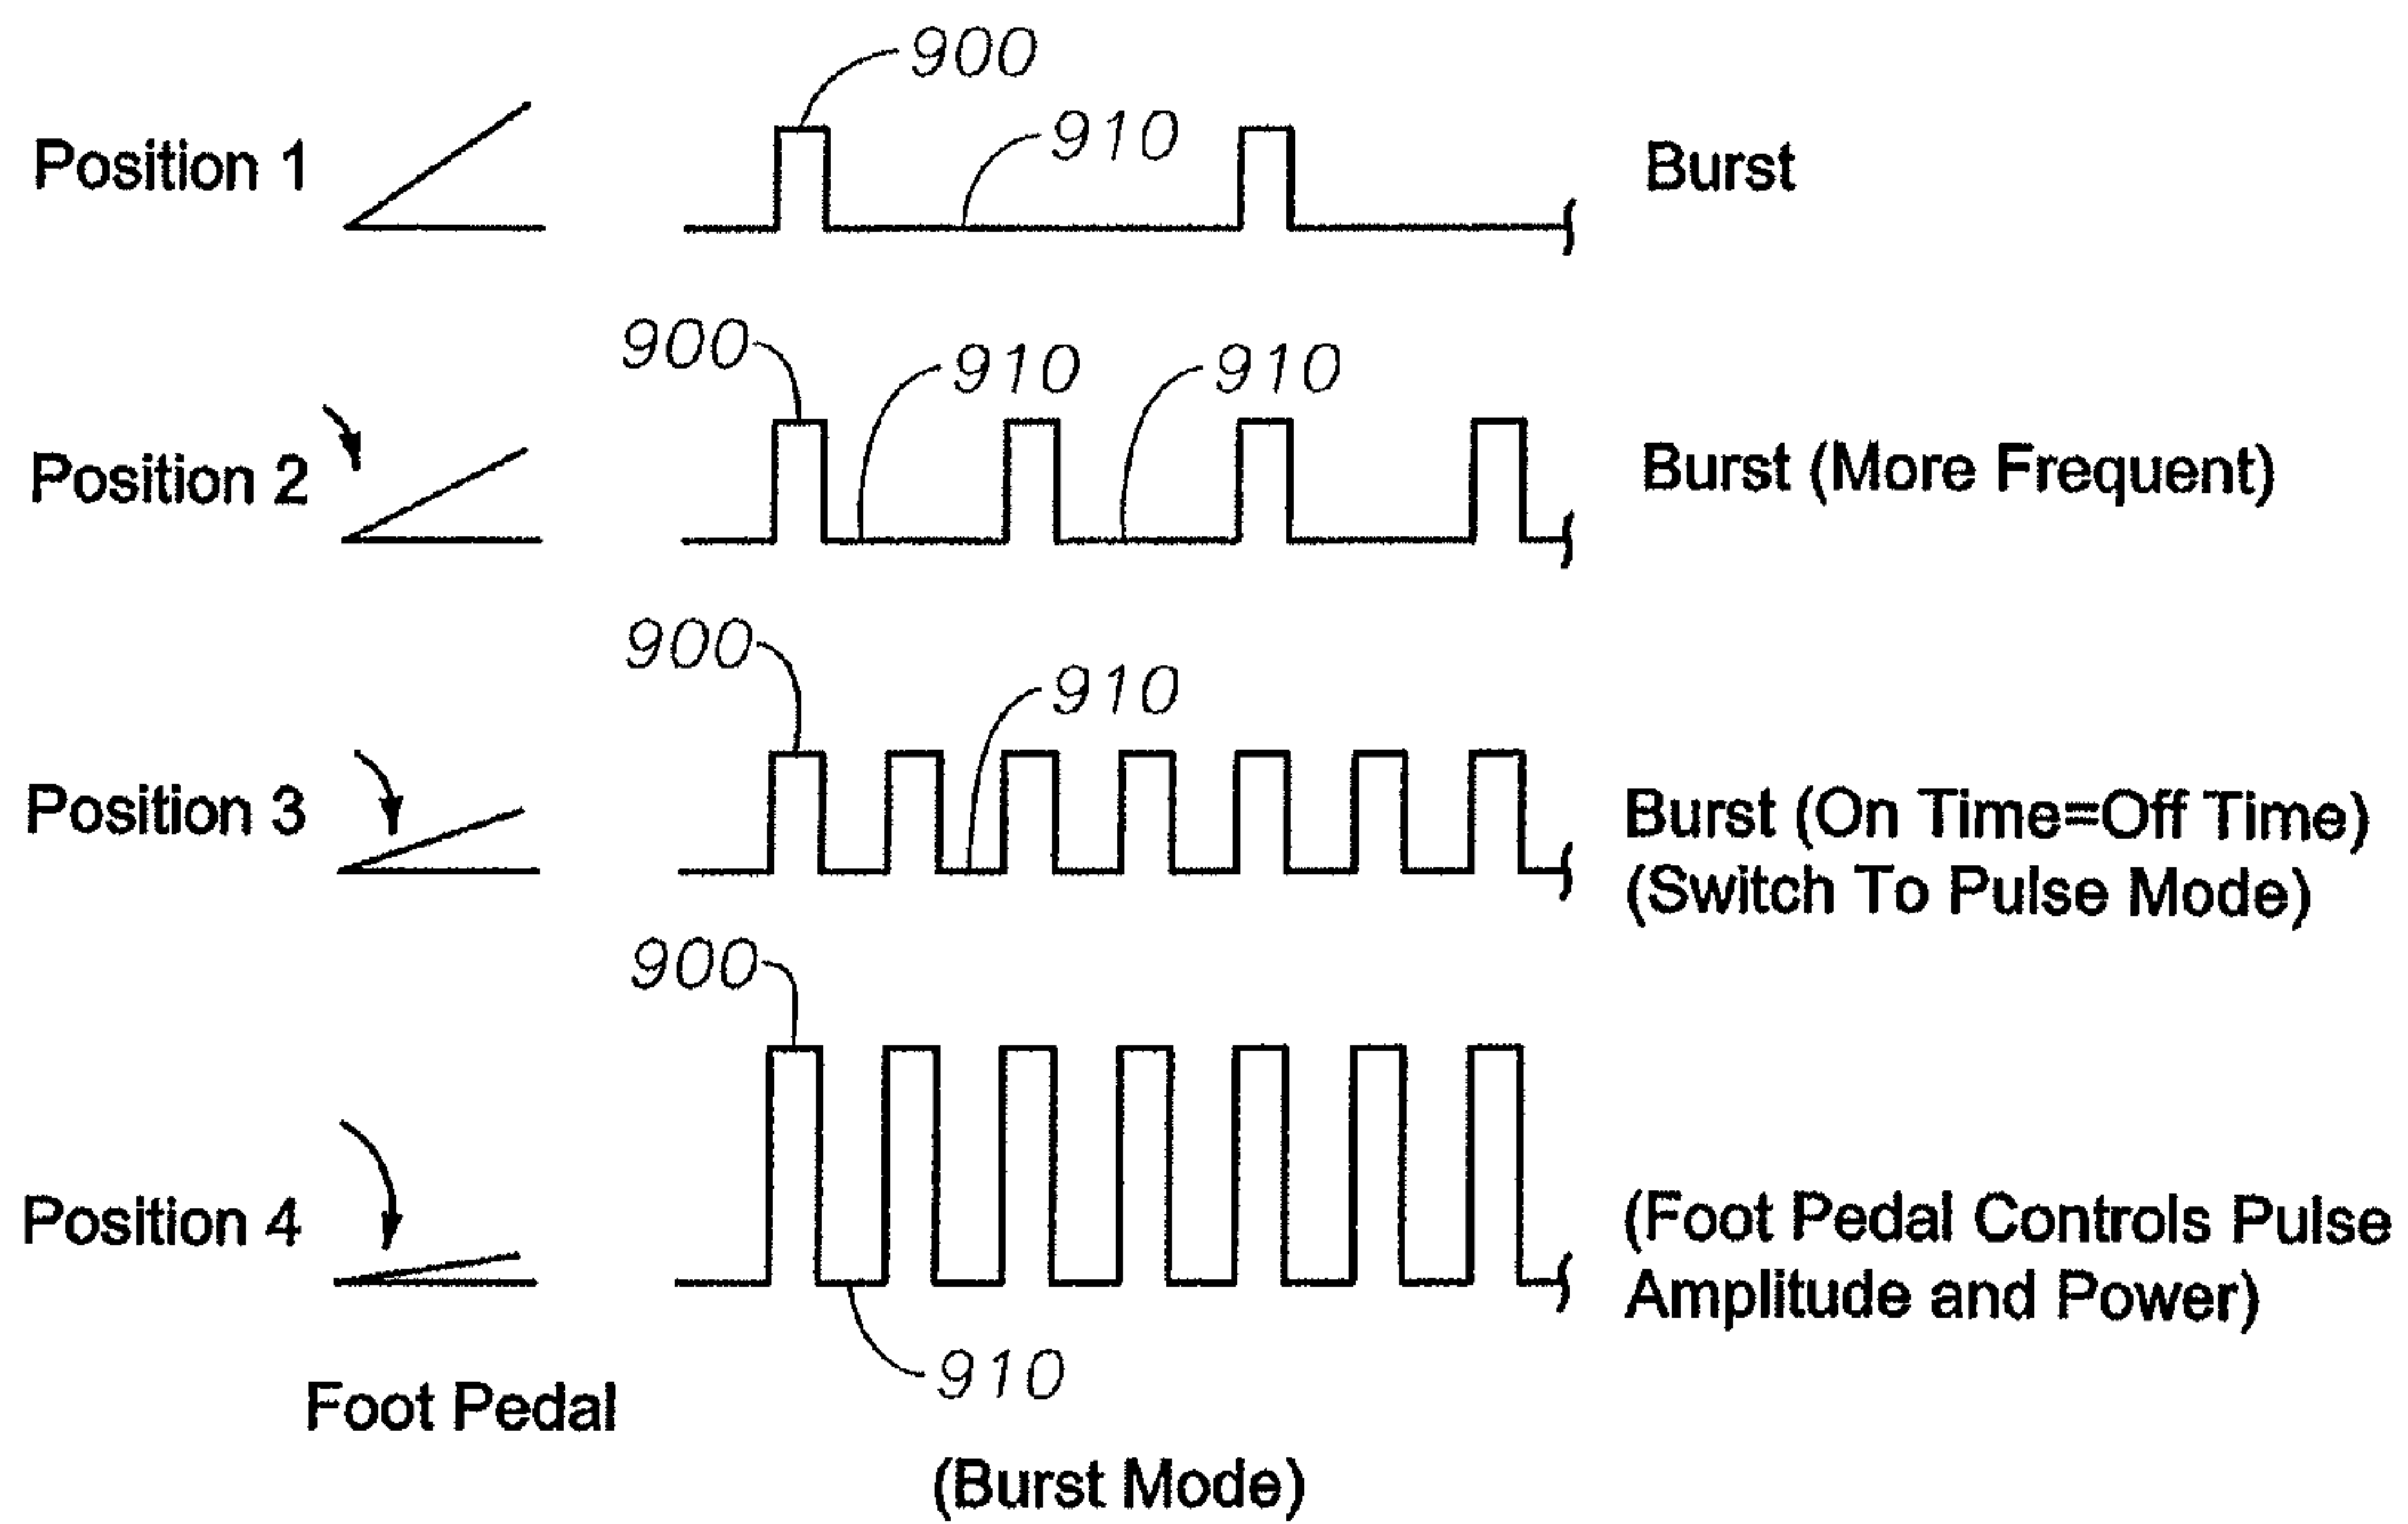 900
910
Position 1
Burst
900
910
910
Position 2
Burst (More Frequent)
900
910
Position 3
Burst (On Time=Off Time)
(Switch To Pulse Mode)
900
Position 4
(Foot Pedal Controls Pulse
Amplitude and Power)
910
Foot Pedal
(Burst Mode)